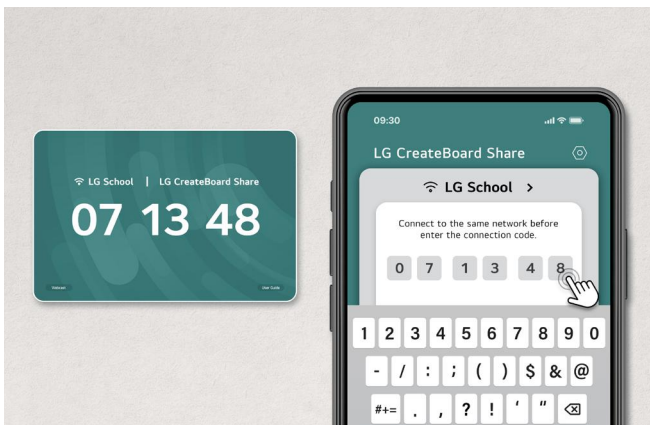 LG School | LG CreateBoard Share
07 13 48
User Guide
09:30
LG CreateBoard Share
LG School >
Connect to the same network before
enter the connection code.
0 7 1 3 4 8
1 2 3 4 5 6 7 8 9 0
- / : ; ( ) $ & @
#+= . , ? ! ‘ "